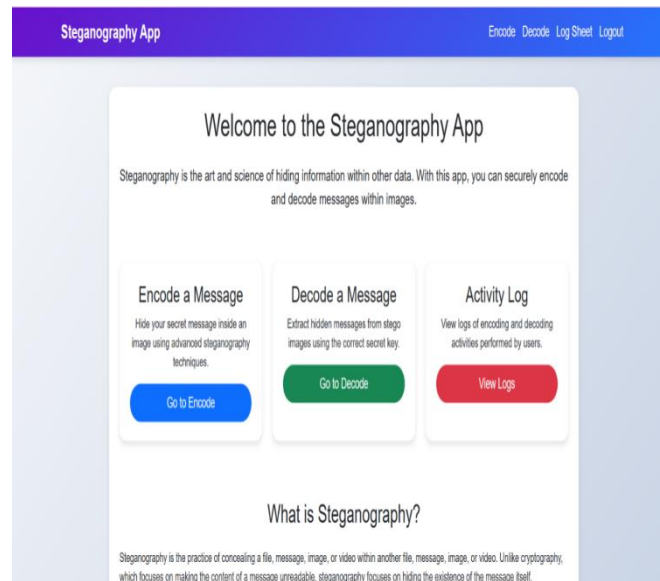 Steganography App
Encode Decode Log Sheet Logout
Welcome to the Steganography App
Steganography is the art and science of hiding information within other data. With this app, you can securely encode
and decode messages within images.
Encode a Message
Hide your secret message inside an
image using advanced steganography
techniques.
Go to Encode
Decode a Message
Extract hidden messages from stego
images using the correct secret key.
Go to Decode
Activity Log
View logs of encoding and decoding
activities performed by users.
View Logs
What is Steganography?
Steganography is the practice of concealing a file, message, image, or video within another file, message, image, or video. Unlike cryptography,
which focuses on making the content of a message unreadable, steganography focuses on hiding the existence of the message itself.